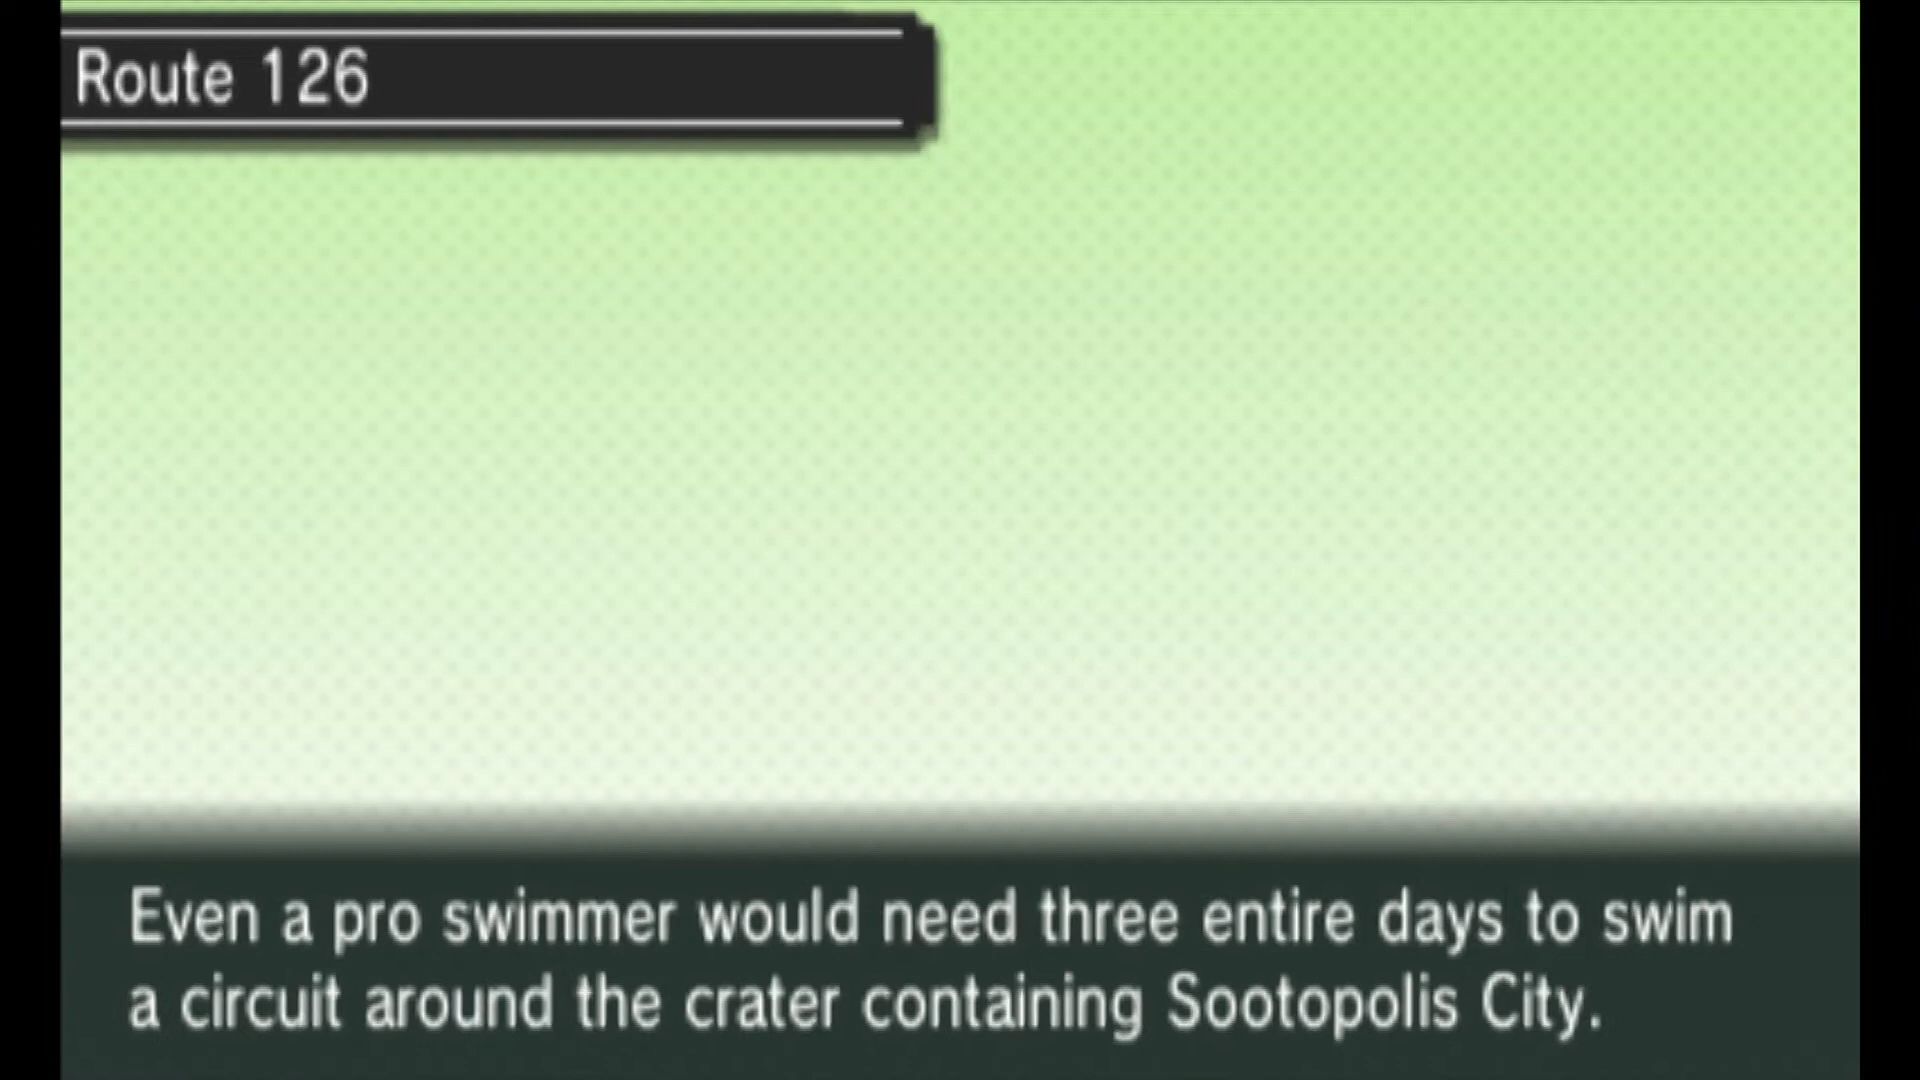 Route 126
Even a pro swimmer would need three entire days to swim
a circuit around the crater containing Sootopolis City.